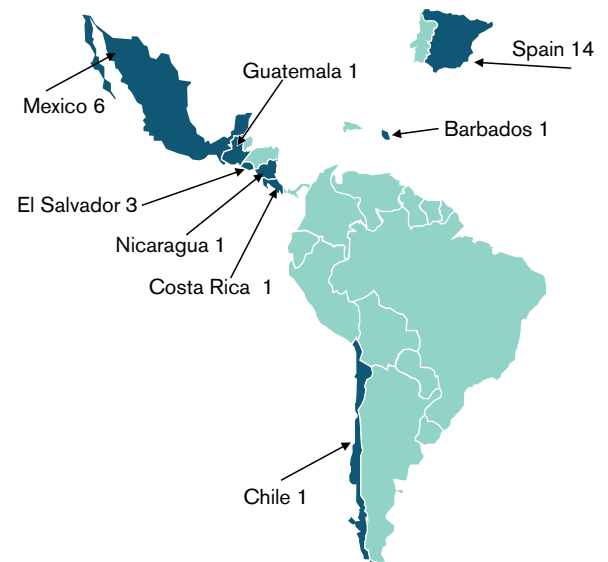 Spain 14
Guatemala 1
Mexico 6
Barbados 1
El Salvador 3
Nicaragua 1
Costa Rica 1
Chile 1